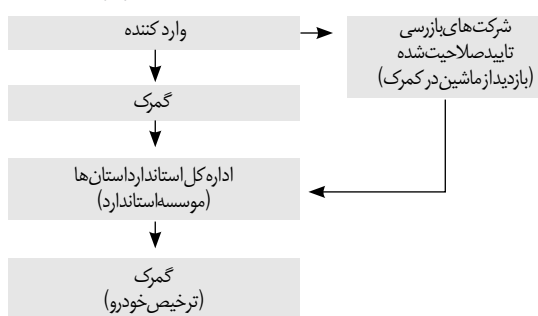 وارد کننده
شرکت‌های‌بازرسی
تایید‌صلاحیت‌شده
(بازدید‌از‌ماشین‌در‌کمرک)
گمرک
اداره‌کل‌استاندارد‌استان‌ها
(موسسه‌استاندارد)
گمرک
(ترخیص‌خودرو)